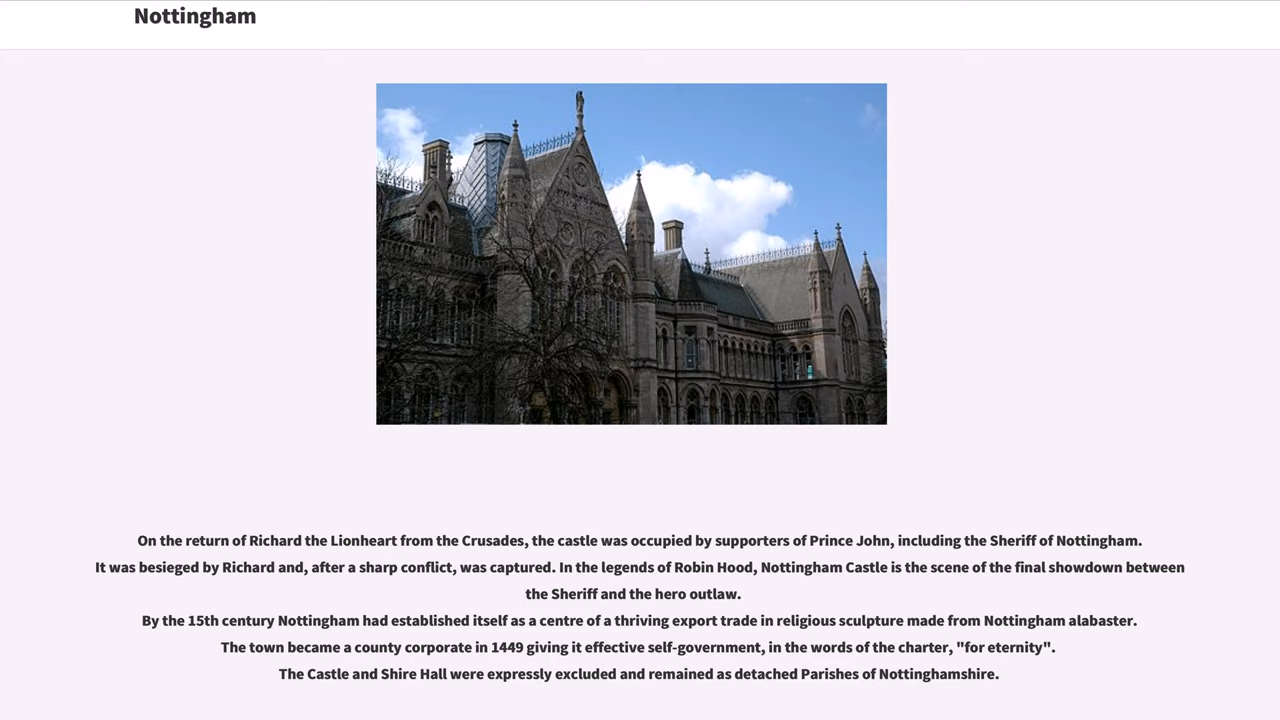 Nottingham
On the return of Richard the Lionheart from the Crusades, the castle was occupied by supporters of Prince John, including the Sheriff of Nottingham.
It was besieged by Richard and, after a sharp conflict, was captured. In the legends of Robin Hood, Nottingham Castle is the scene of the final showdown between
the Sheriff and the hero outlaw.
By the 15th century Nottingham had established itself as a centre of a thriving export trade in religious sculpture made from Nottingham alabaster.
The town became a county corporate in 1449 giving it effective self-government, in the words of the charter, "for eternity".
The Castle and Shire Hall were expressly excluded and remained as detached Parishes of Nottinghamshire.